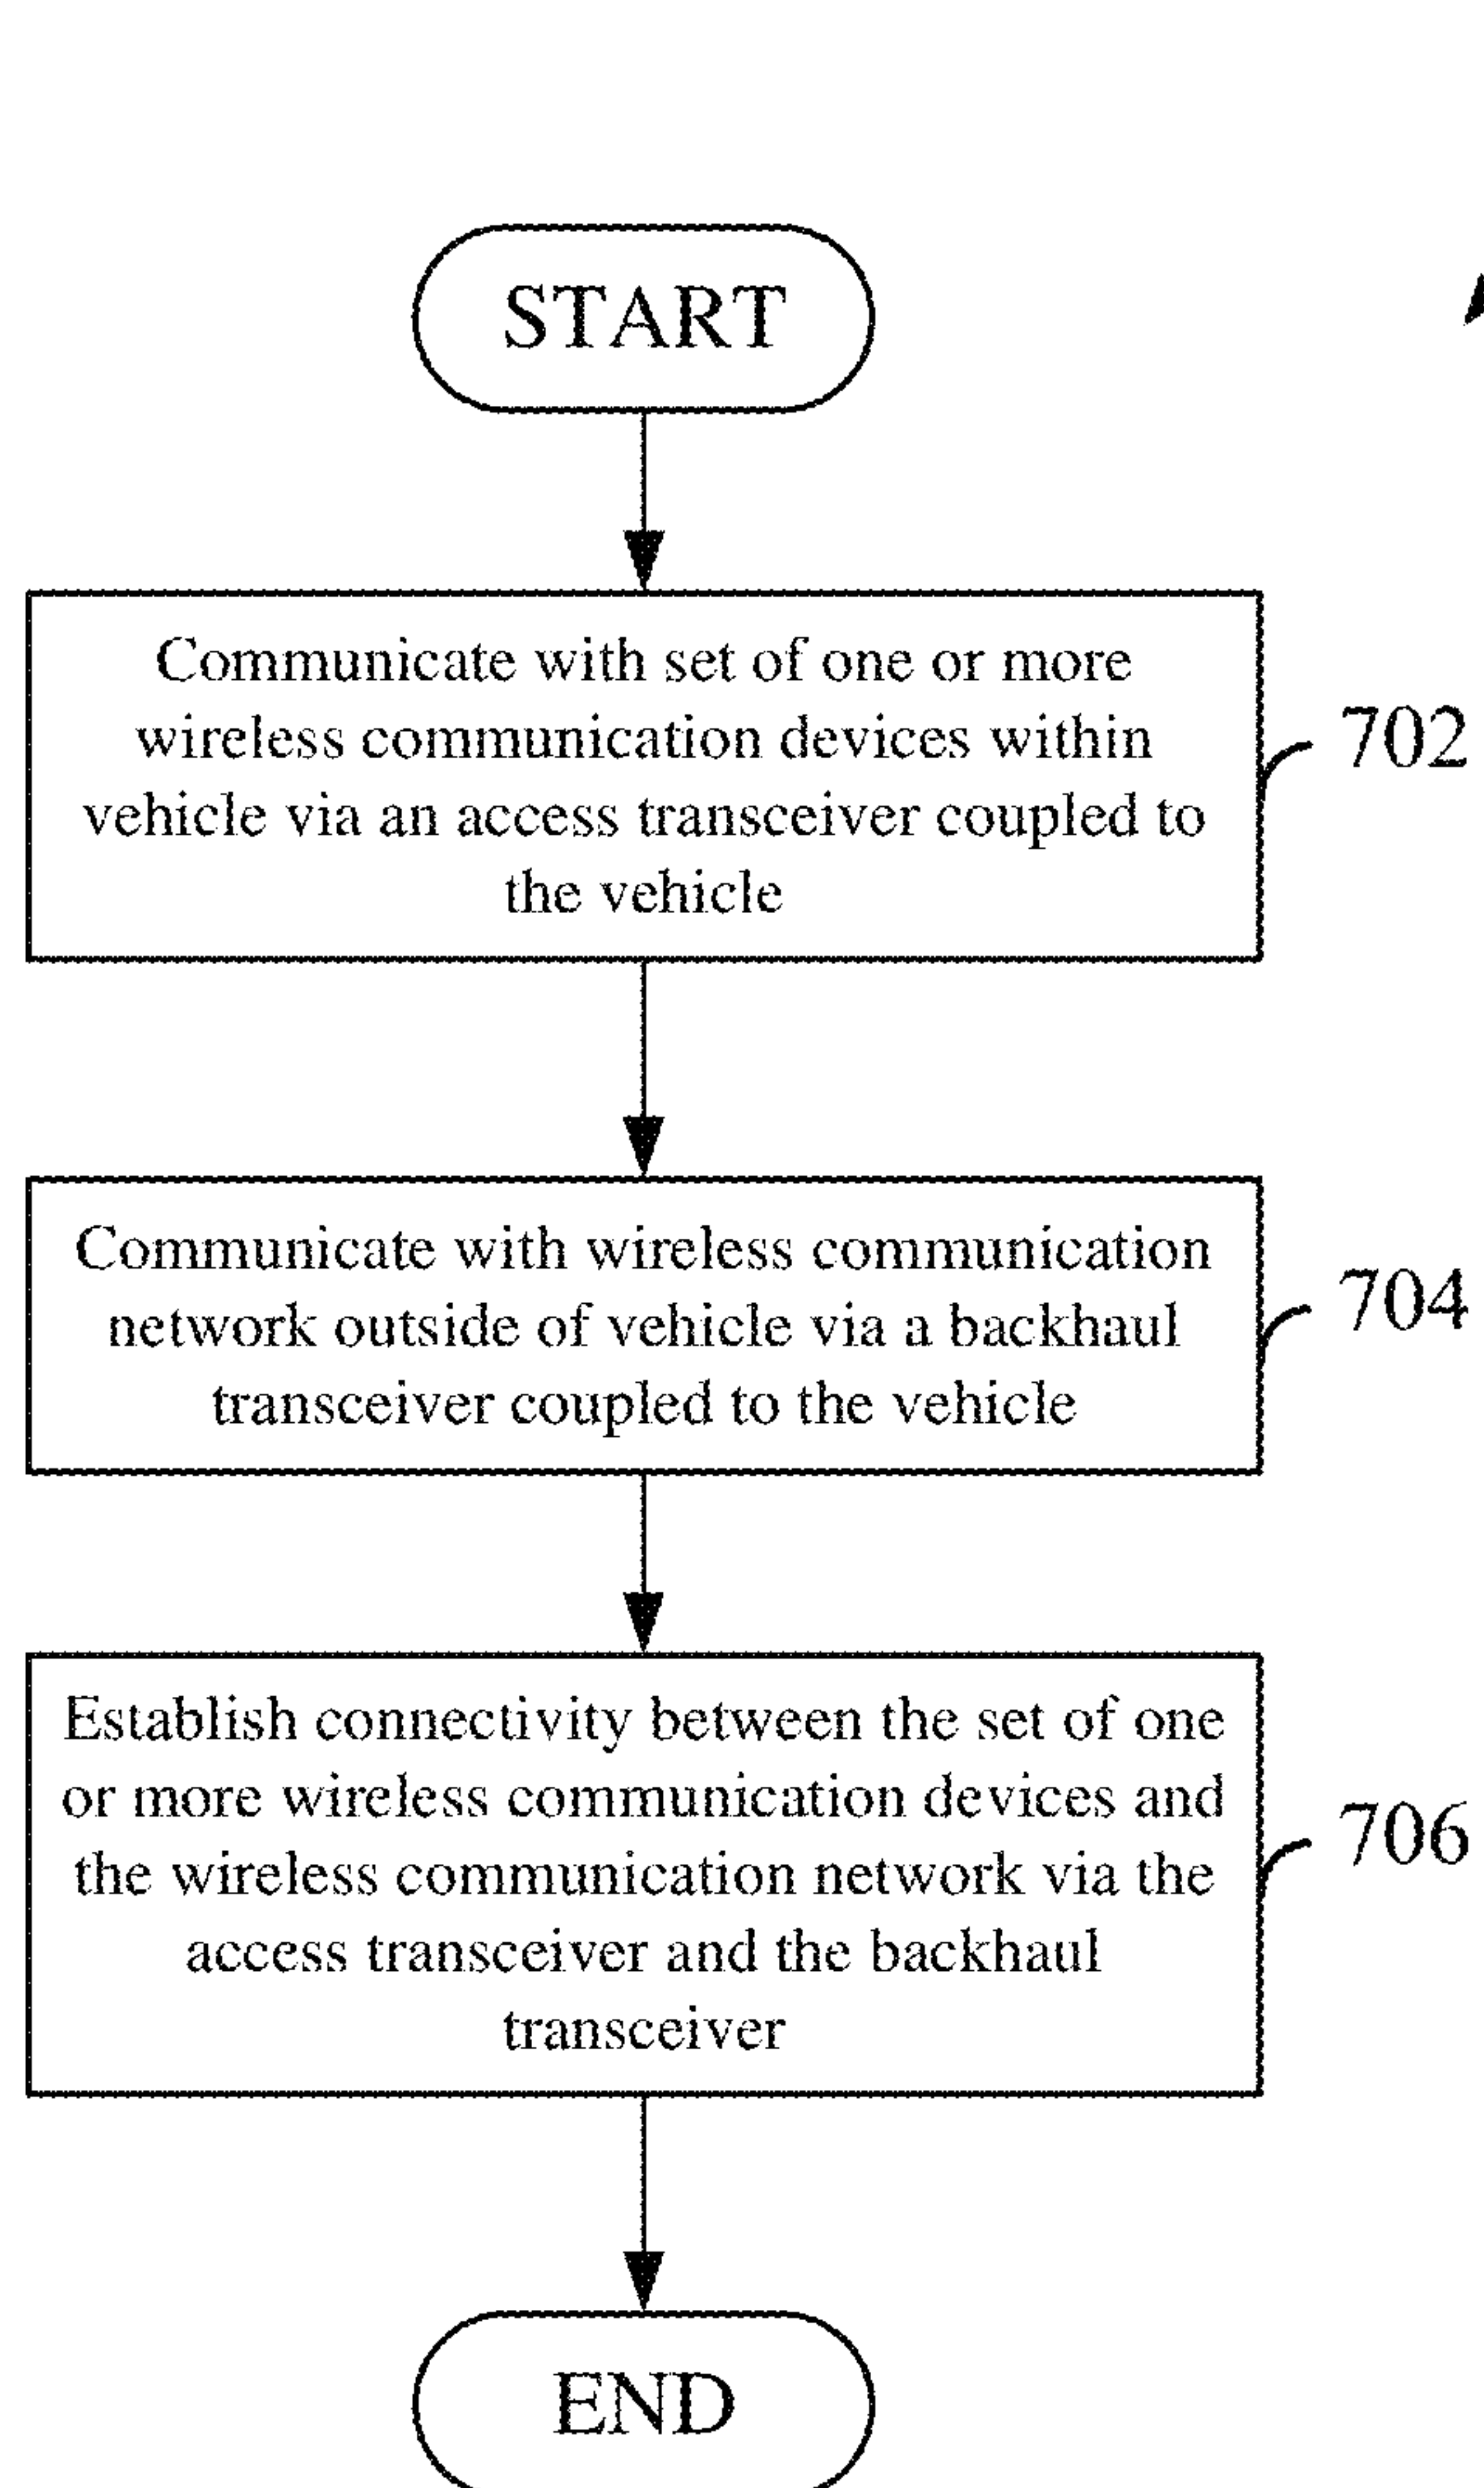 START
Communicate with set of one or more
wireless communication devices within
vehicle via an access transceiver coupled to
the vehicle
702
Communicate with wireless communication
network outside of vehicle via a backhaul
transceiver coupled to the vehicle
704
Establish connectivity between the set of one
or more wireless communication devices and
the wireless communication network via the
access transceiver and the backhaul
transceiver
706
END